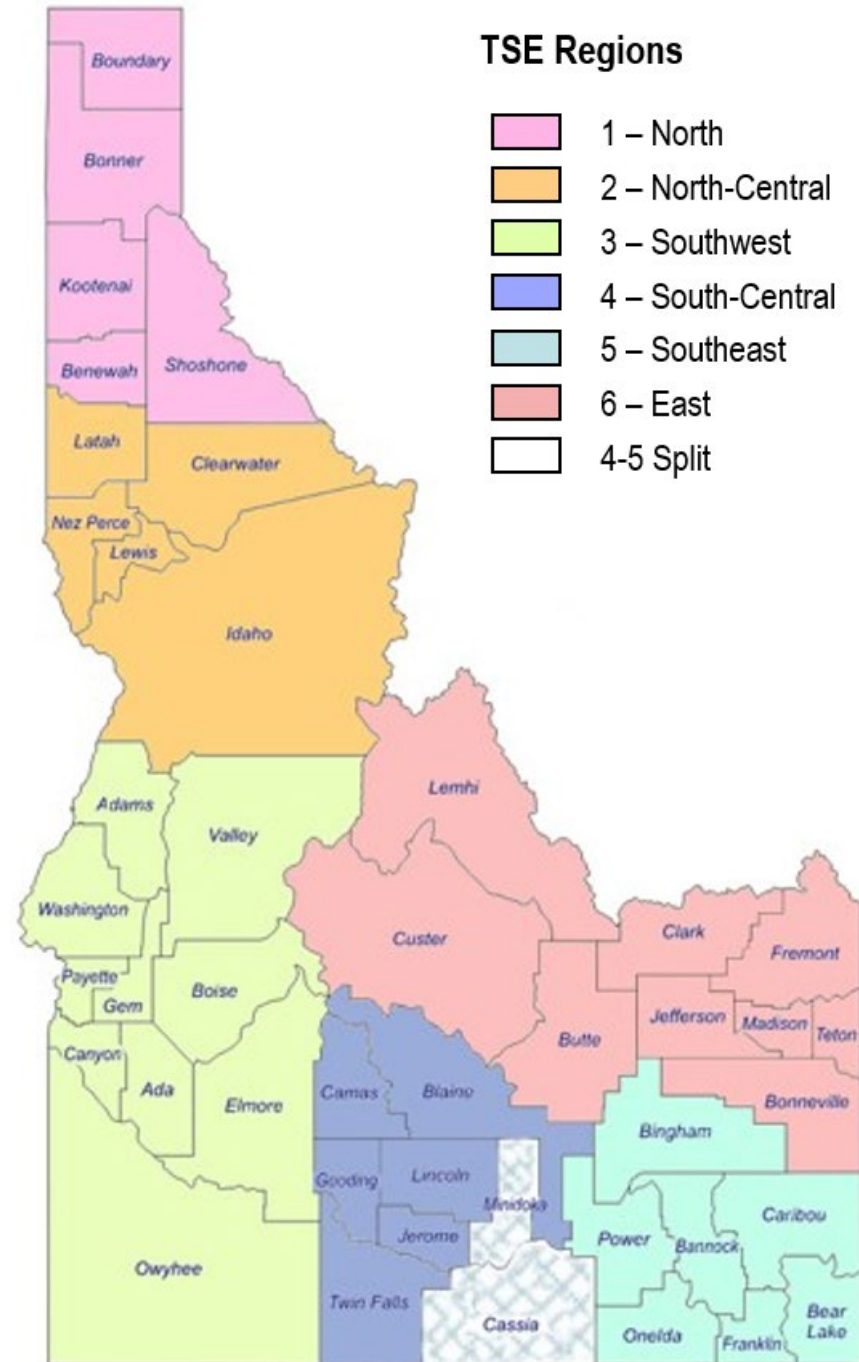 TSE Regions
1 – North
2 – North-Central
3 – Southwest
4 – South-Central
5 – Southeast
6 – East
4-5 Split
Boundary
Bonner
Kootenai
Benewah
Shoshone
Latah
Clearwater
Nez Perce
Lewis
Idaho
Lemhi
Adams
Valley
Washington
Custer
Clark
Fremont
Payette
Gem
Boise
Butte
Jefferson
Madison
Teton
Canyon
Ada
Elmore
Camas
Blaine
Bonneville
Bingham
Gooding
Lincoln
Minidoka
Jerome
Power
Bannock
Caribou
Owyhee
Twin Falls
Cassia
Oneida
Franklin
Bear
Lake